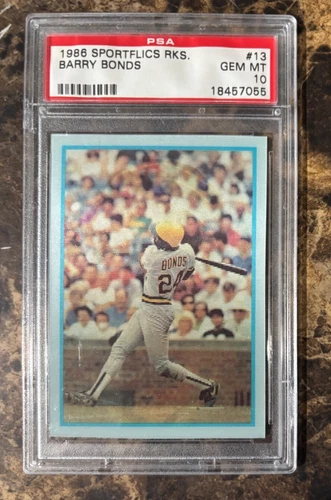 PSA
1986 SPORTFLICS RKS. #13
BARRY BONDS GEM MT
10
18457055
BONDS
24